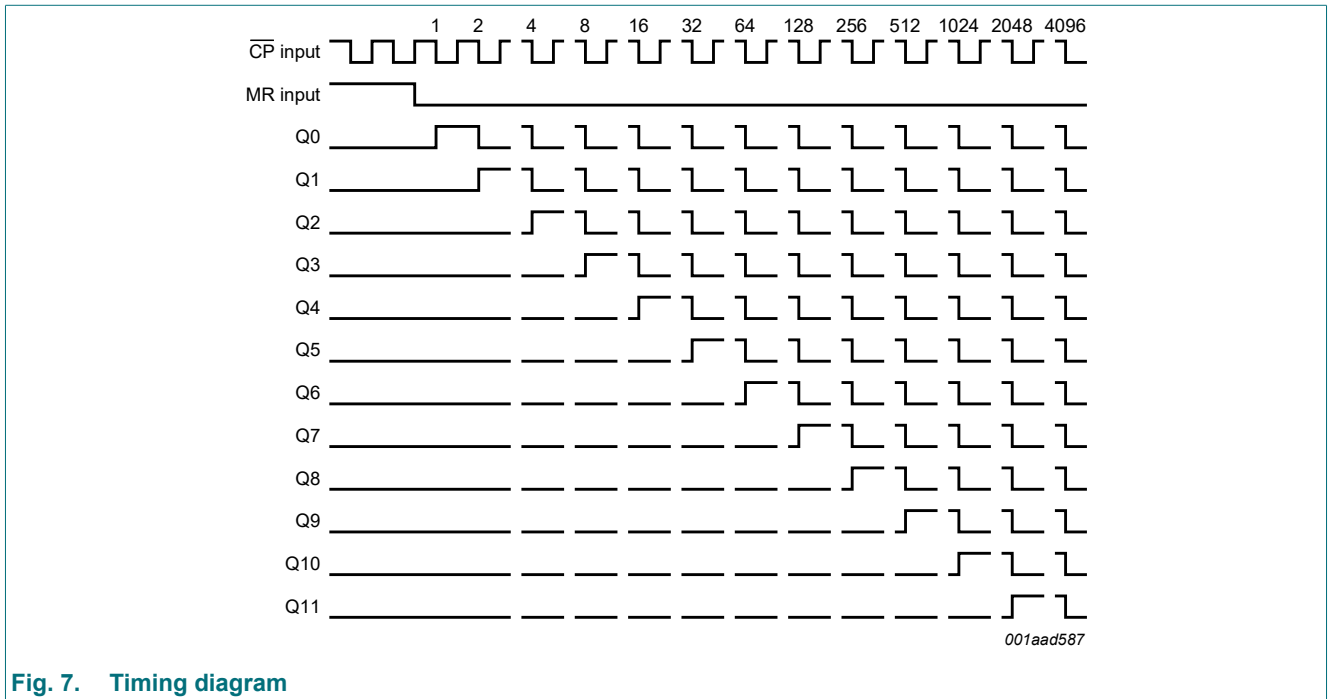 1 2 4 8 16 32 64 128 256 512 1024 2048 4096
CP input
MR input
Q0
Q1
Q2
Q3
Q4
Q5
Q6
Q7
Q8
Q9
Q10
Q11
001aad587
Fig. 7. Timing diagram